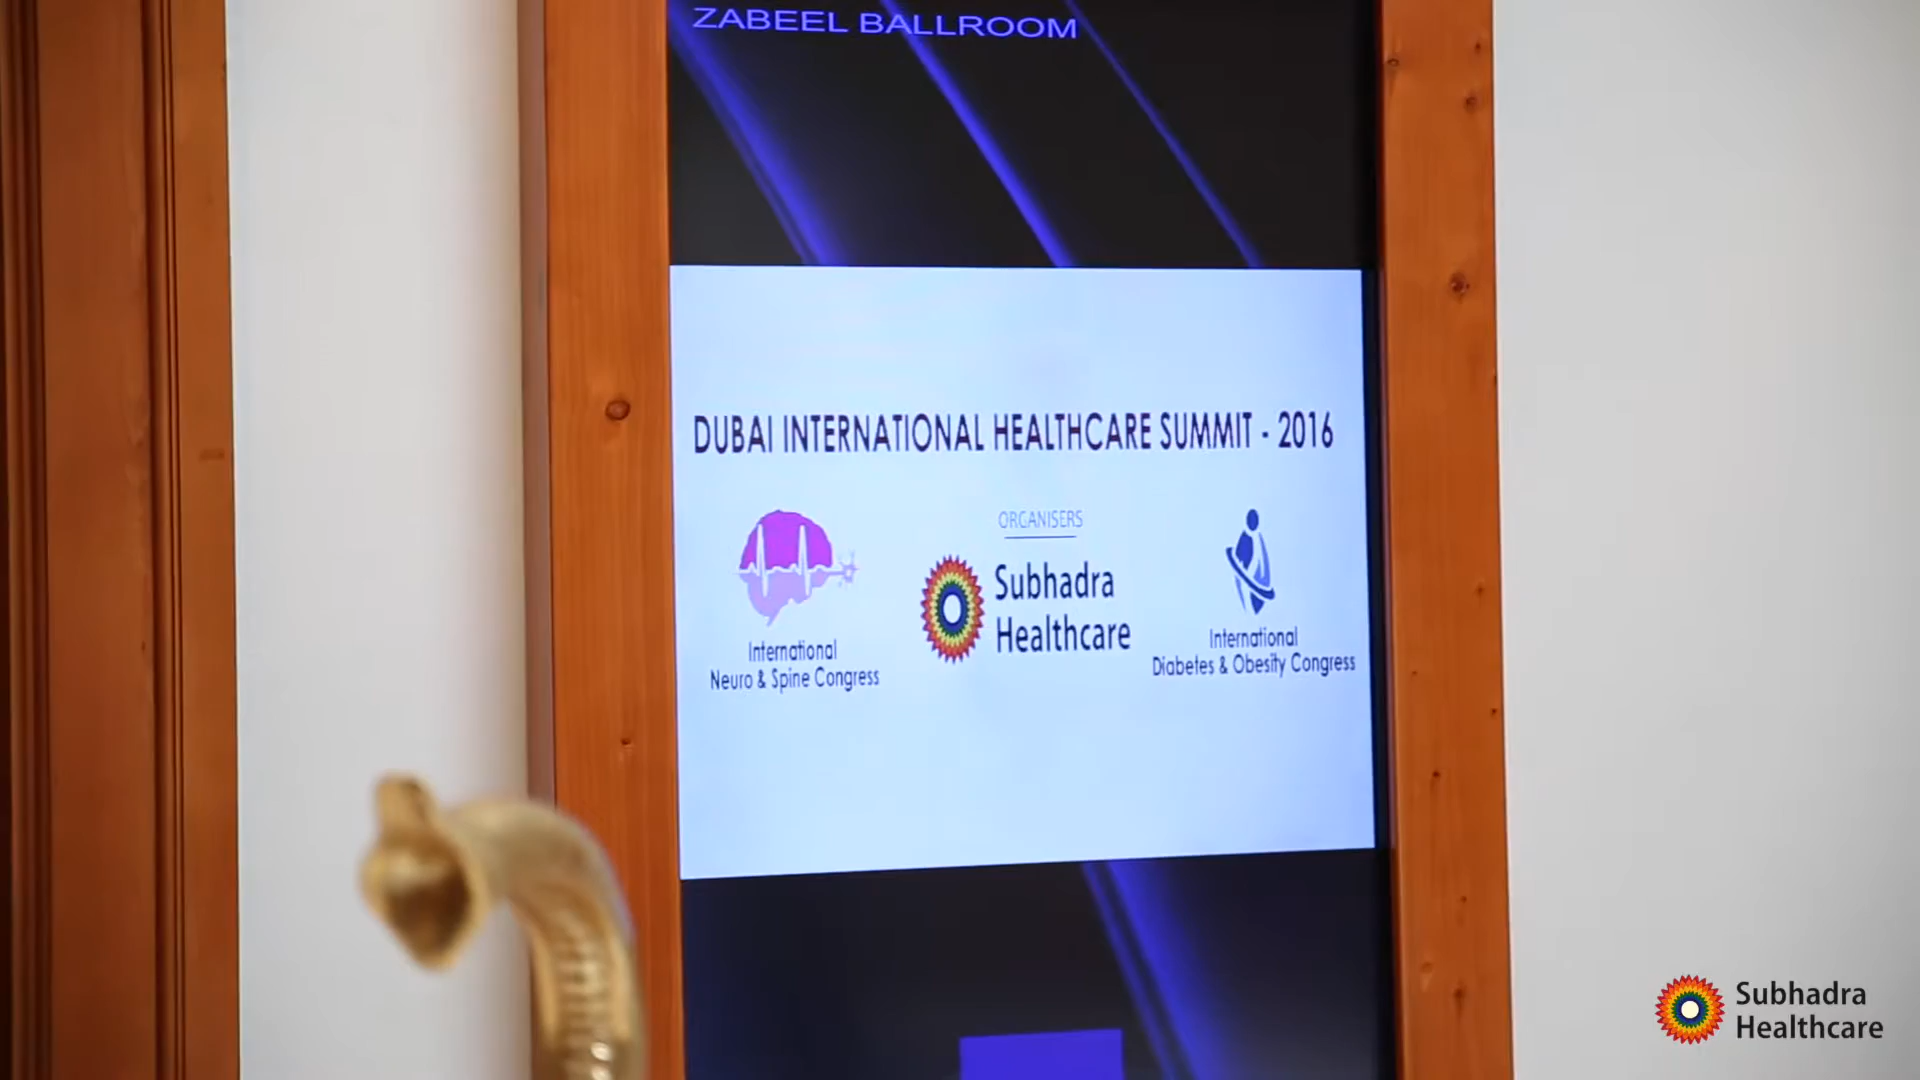 ZABEEL BALLROOM
DUBAI INTERNATIONAL HEALTHCARE SUMMIT - 2016
International
Neuro & Spine Congress
ORGANISERS
Subhadra
Healthcare
International
Diabetes & Obesity Congress
Subhadra
Healthcare